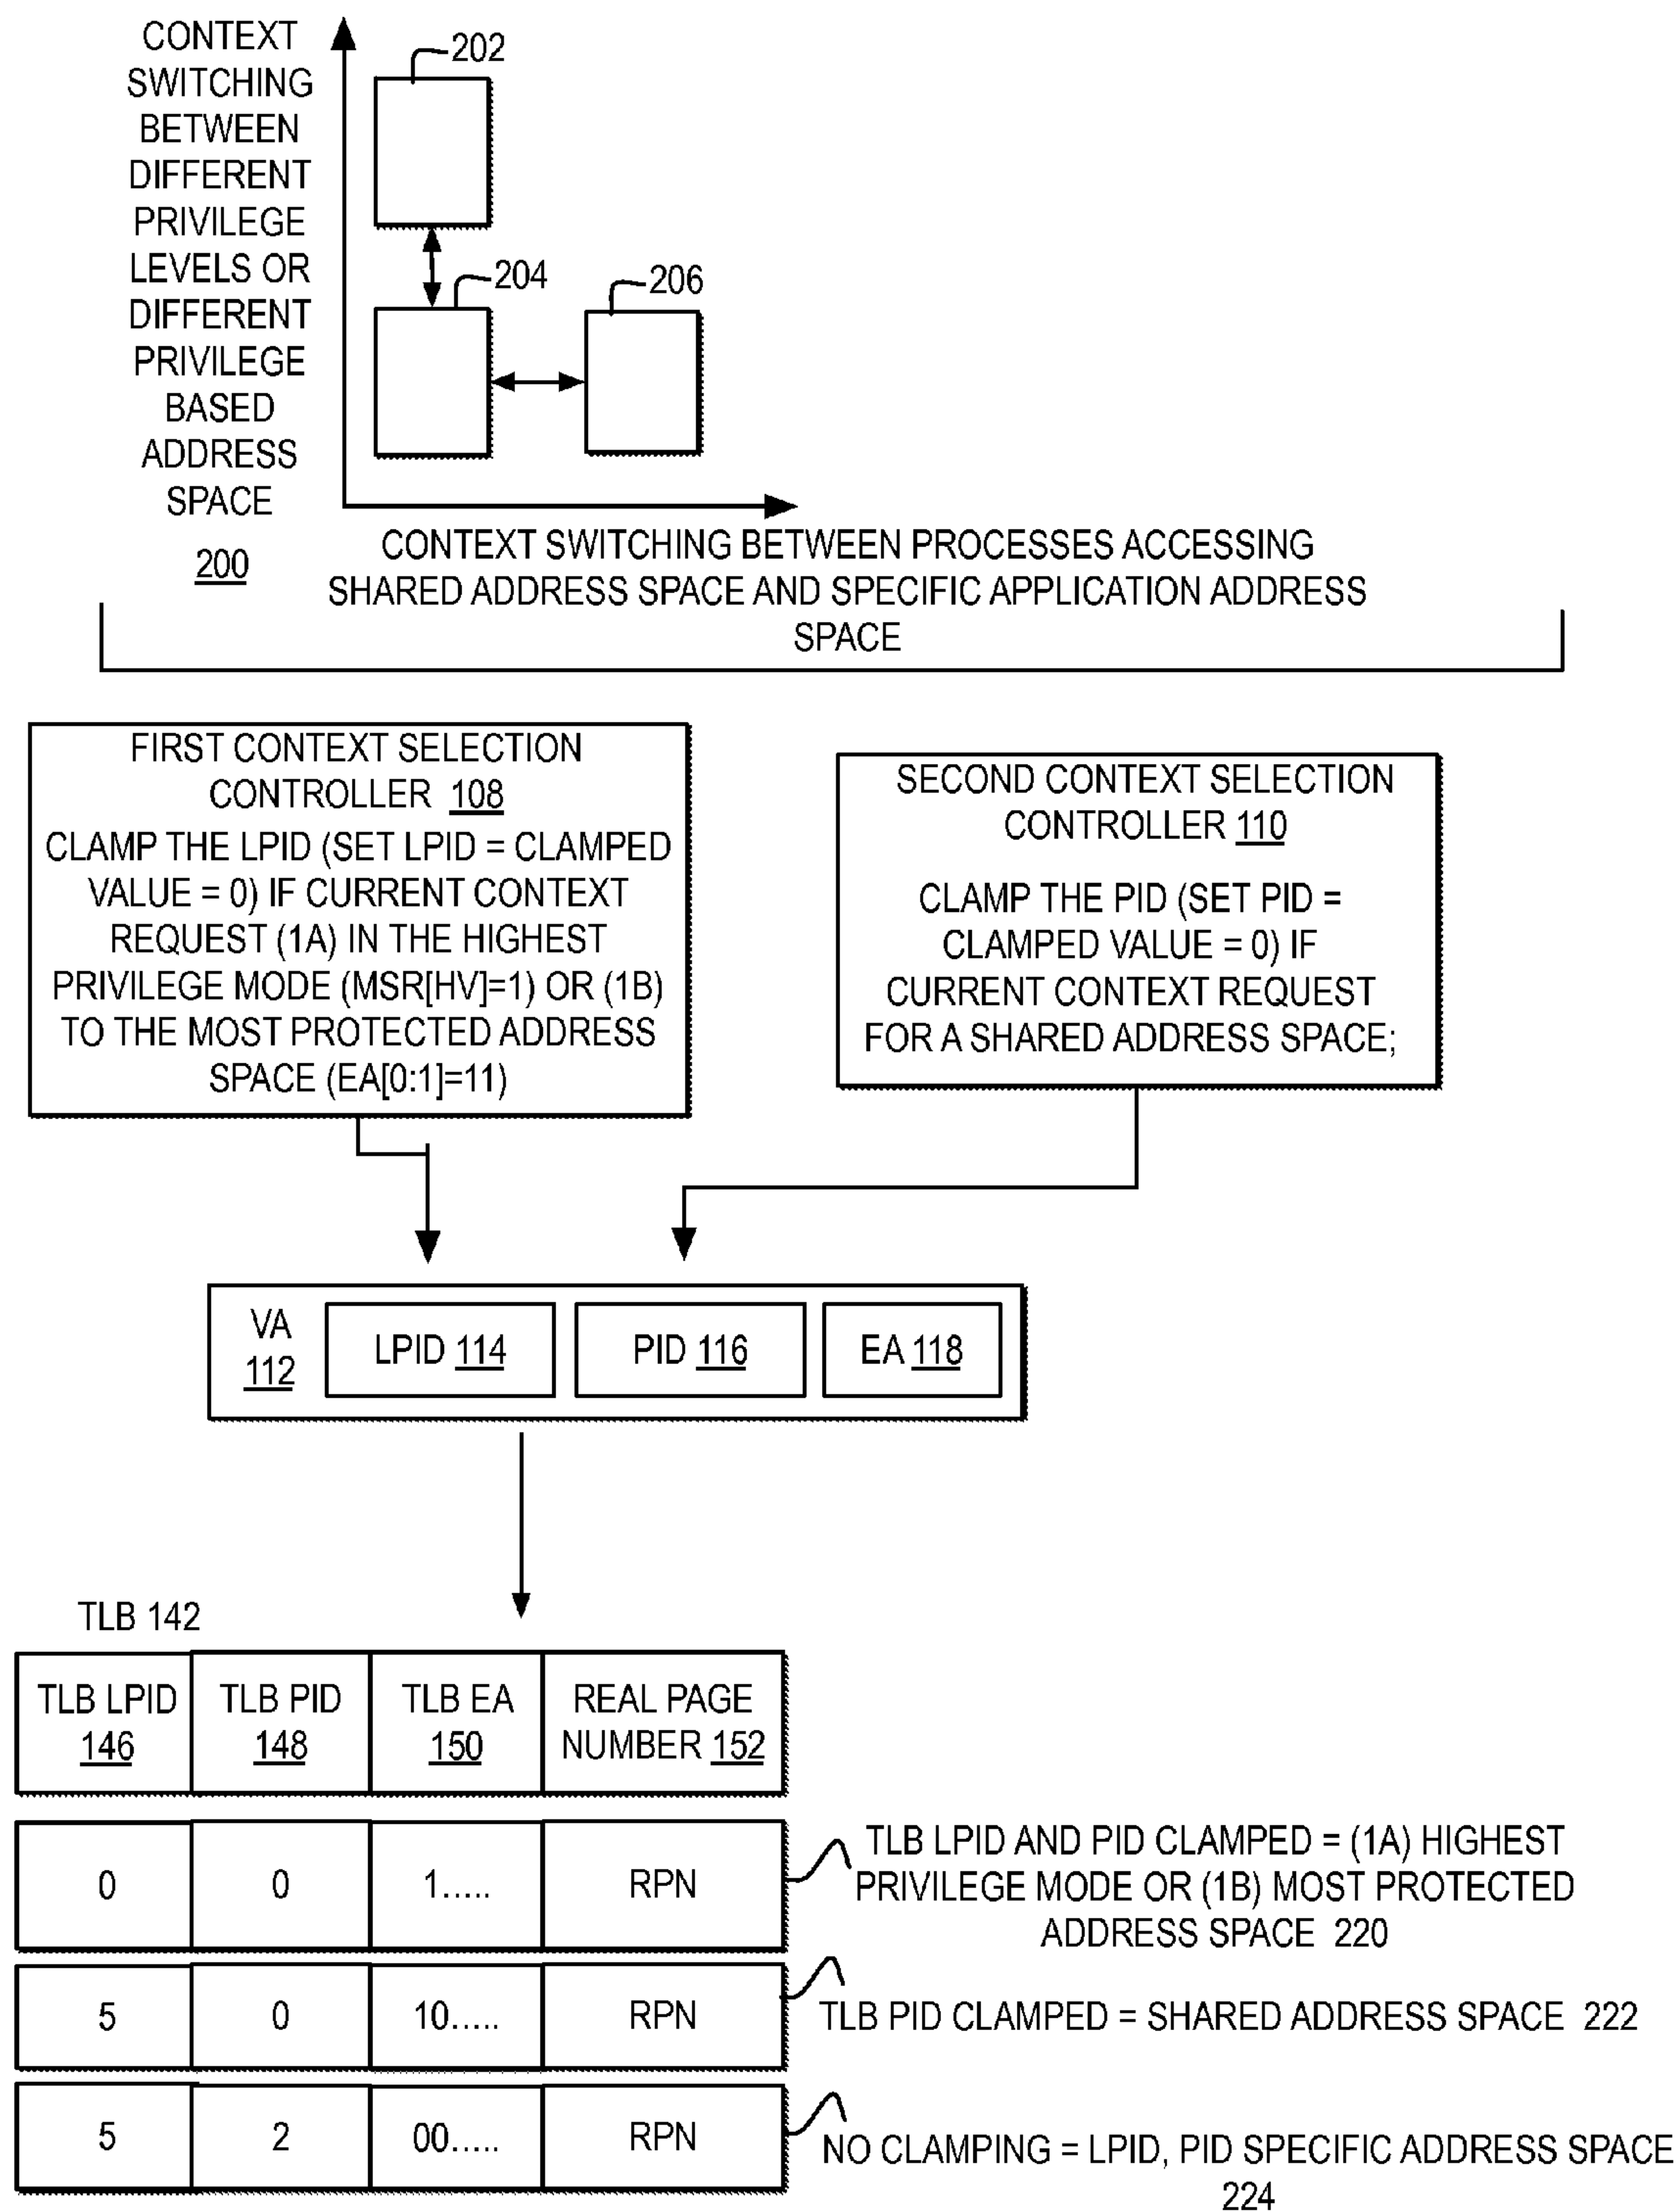 CONTEXT
SWITCHING
BETWEEN
DIFFERENT
PRIVILEGE
LEVELS OR
DIFFERENT
PRIVILEGE
BASED
ADDRESS
SPACE
200
202
204
206
CONTEXT SWITCHING BETWEEN PROCESSES ACCESSING
SHARED ADDRESS SPACE AND SPECIFIC APPLICATION ADDRESS
SPACE
FIRST CONTEXT SELECTION
CONTROLLER 108
CLAMP THE LPID (SET LPID = CLAMPED
VALUE = 0) IF CURRENT CONTEXT
REQUEST (1A) IN THE HIGHEST
PRIVILEGE MODE (MSR[HV]=1) OR (1B)
TO THE MOST PROTECTED ADDRESS
SPACE (EA[0:1]=11)
SECOND CONTEXT SELECTION
CONTROLLER 110
CLAMP THE PID (SET PID =
CLAMPED VALUE = 0) IF
CURRENT CONTEXT REQUEST
FOR A SHARED ADDRESS SPACE;
VA
112
LPID 114
PID 116
EA 118
TLB 142
TLB LPID
146
TLB PID
148
TLB EA
150
REAL PAGE
NUMBER 152
0 0 1..... RPN
TLB LPID AND PID CLAMPED = (1A) HIGHEST
PRIVILEGE MODE OR (1B) MOST PROTECTED
ADDRESS SPACE 220
5 0 10..... RPN
TLB PID CLAMPED = SHARED ADDRESS SPACE 222
5 2 00..... RPN
NO CLAMPING = LPID, PID SPECIFIC ADDRESS SPACE
224